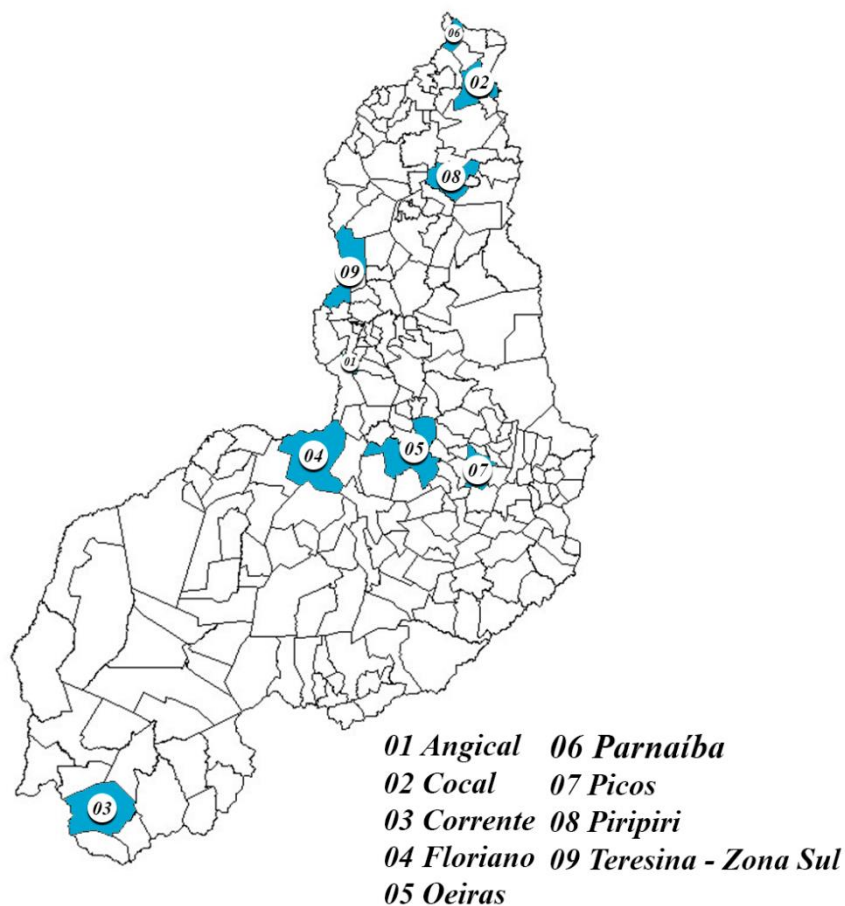 06
02
08
09
01
04
05
07
03
01 Angical
02 Cocal
03 Corrente
04 Floriano
05 Oeiras
06 Parnaíba
07 Picos
08 Piripiri
09 Teresina - Zona Sul